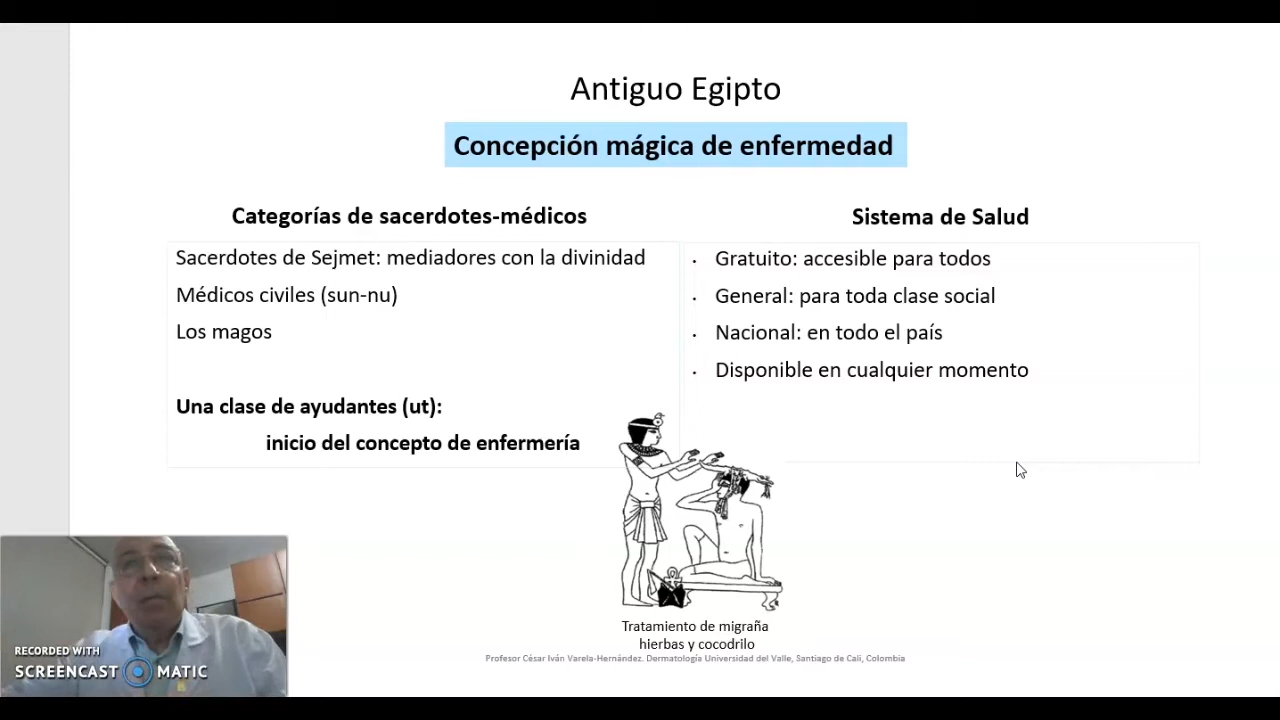 Antiguo Egipto
Concepción mágica de enfermedad
Categorías de sacerdotes-médicos
Sacerdotes de Sejmet: mediadores con la divinidad
Médicos civiles (sun-nu)
Los magos
Una clase de ayudantes (ut):
inicio del concepto de enfermería
Sistema de Salud
• Gratuito: accesible para todos
• General: para toda clase social
• Nacional: en todo el país
• Disponible en cualquier momento
Tratamiento de migraña
hierbas y cocodrilo
Profesor César Iván Varela-Hernández. Dermatología Universidad del Valle, Santiago de Cali, Colombia
RECORDED WITH
SCREENCAST MATIC